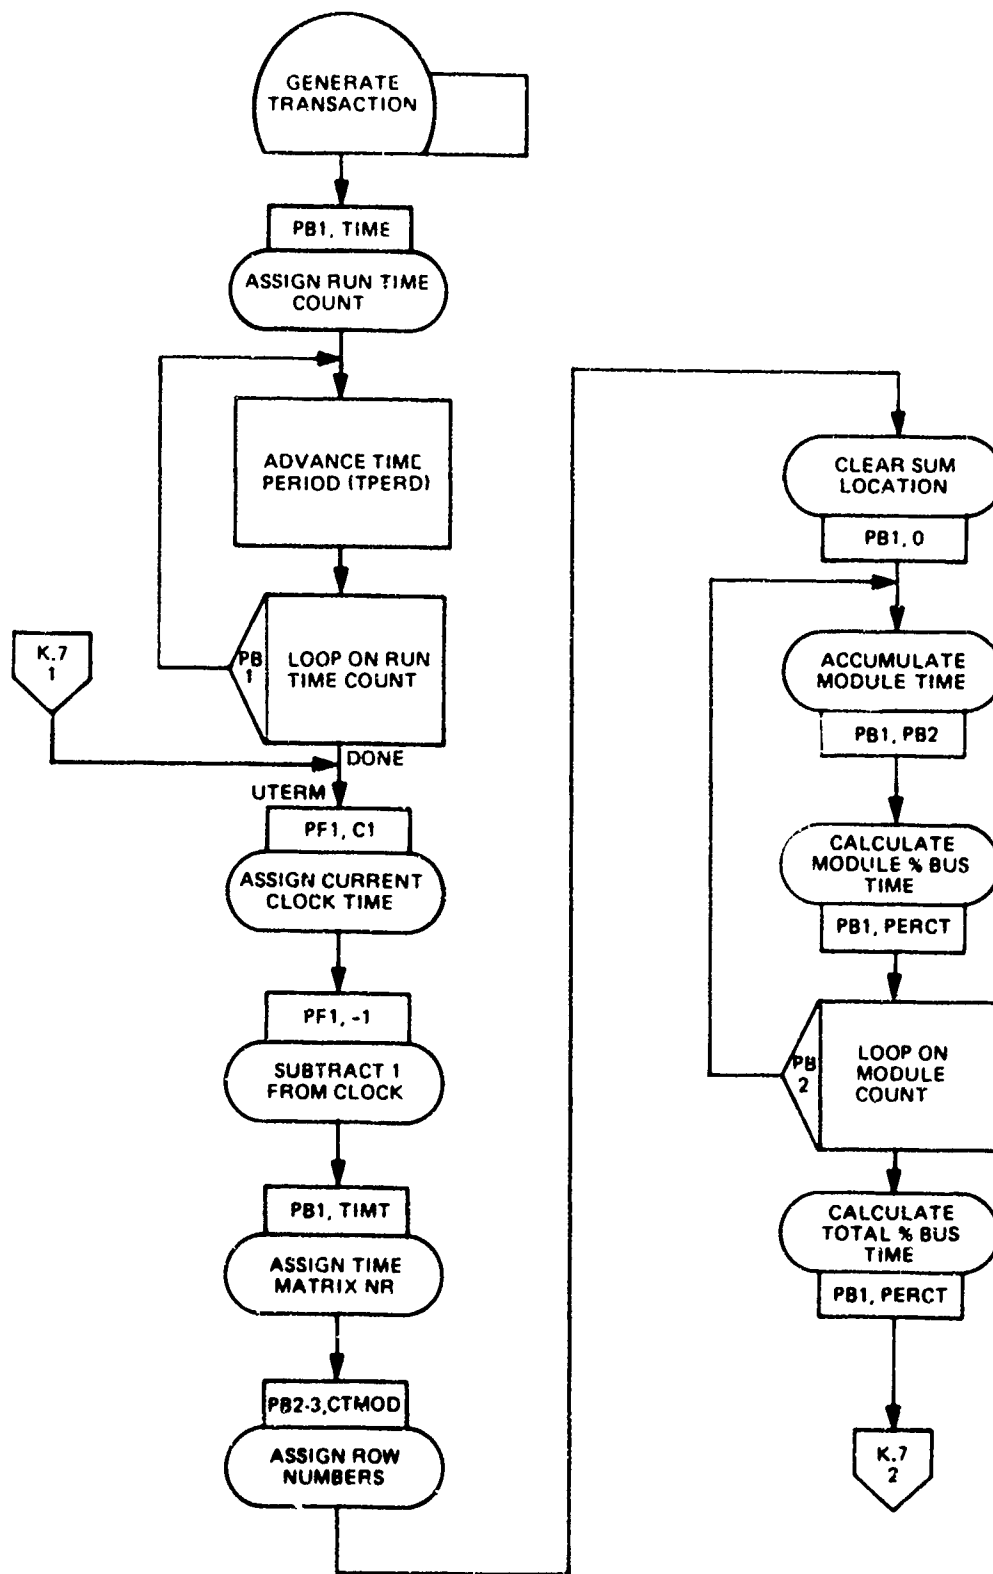 GENERATE
TRANSACTION
PB1, TIME
ASSIGN RUN TIME
COUNT
ADVANCE TIME
PERIOD (TPERD)
PB
1
LOOP ON RUN
TIME COUNT
K.7
1
DONE
UTERM
PF1, C1
ASSIGN CURRENT
CLOCK TIME
PF1, -1
SUBTRACT 1
FROM CLOCK
PB1, TIMT
ASSIGN TIME
MATRIX NR
PB2-3,CTMOD
ASSIGN ROW
NUMBERS
CLEAR SUM
LOCATION
PB1, 0
ACCUMULATE
MODULE TIME
PB1, PB2
CALCULATE
MODULE % BUS
TIME
PB1, PERCT
PB
2
LOOP ON
MODULE
COUNT
CALCULATE
TOTAL % BUS
TIME
PB1, PERCT
K.7
2